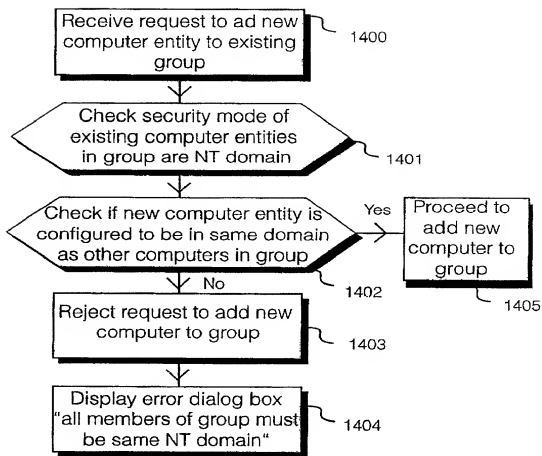 Receive request to ad new
computer entity to existing
group
1400
Check security mode of
existing computer entities
in group are NT domain
1401
Check if new computer entity is
configured to be in same domain
as other computers in group
1402
Yes
Proceed to
add new
computer to
group
1405
No
Reject request to add new
computer to group
1403
Display error dialog box
"all members of group must
be same NT domain"
1404